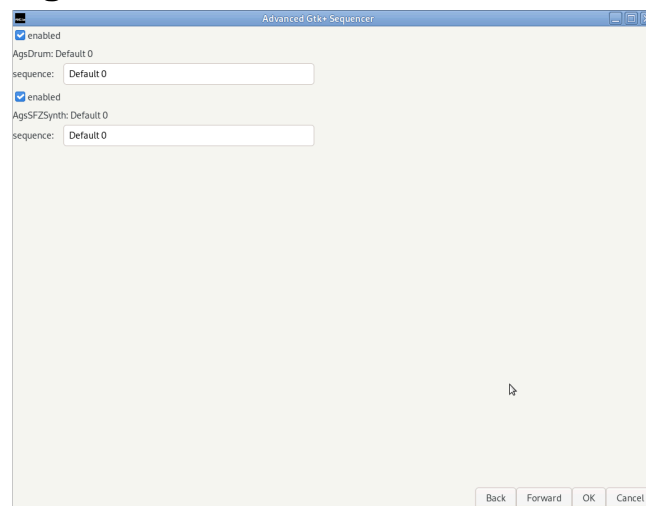 Advanced Gtk+ Sequencer
enabled
AgsDrum: Default 0
sequence: Default 0
enabled
AgsSFZSynth: Default 0
sequence: Default 0
Back Forward OK Cancel